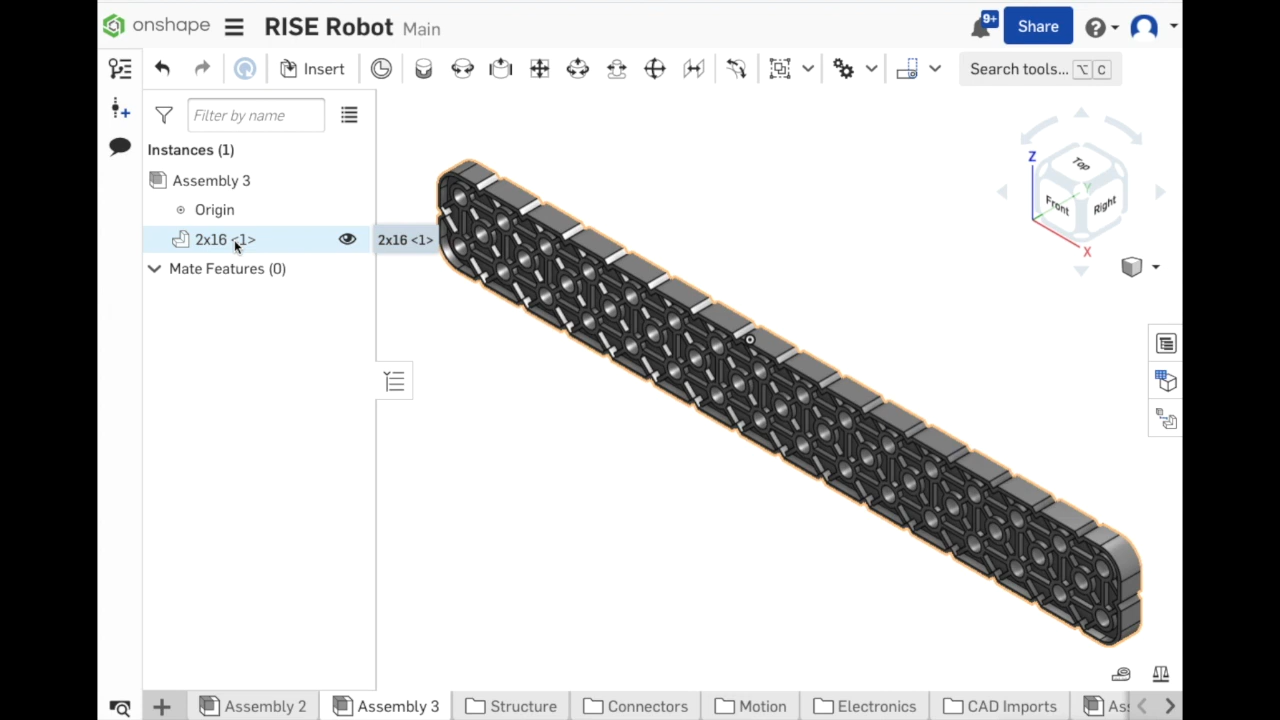 onshape RISE Robot Main 9+ Share
Insert Search tools... ⌥ C
Filter by name
Instances (1)
Assembly 3
Origin
2x16 <1> 2x16 <1>
Mate Features (0)
Top
Front Right
Z
Y
X
Assembly 2 Assembly 3 Structure Connectors Motion Electronics CAD Imports